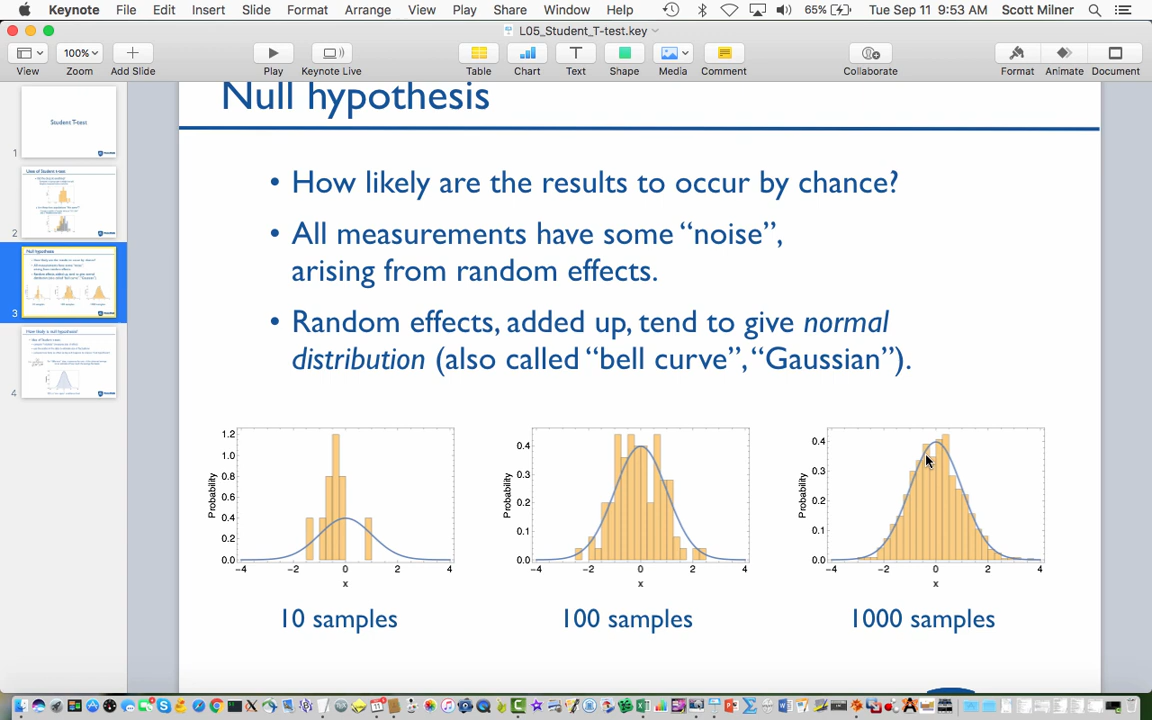 Keynote File Edit Insert Slide Format Arrange View Play Share Window Help 65% Tue Sep 11 9:53 AM Scott Milner
L05_Student_T-test.key
100%
View Zoom Add Slide Play Keynote Live Table Chart Text Shape Media Comment Collaborate Format Animate Document
Student T-test
1
2
3
4
Null hypothesis
• How likely are the results to occur by chance?
• All measurements have some “noise”,
arising from random effects.
• Random effects, added up, tend to give normal
distribution (also called “bell curve”, “Gaussian”).
Probability
1.2
1.0
0.8
0.6
0.4
0.2
0.0
−4 −2 0 2 4
x
10 samples
Probability
0.4
0.3
0.2
0.1
0.0
−4 −2 0 2 4
x
100 samples
Probability
0.4
0.3
0.2
0.1
0.0
−4 −2 0 2 4
x
1000 samples